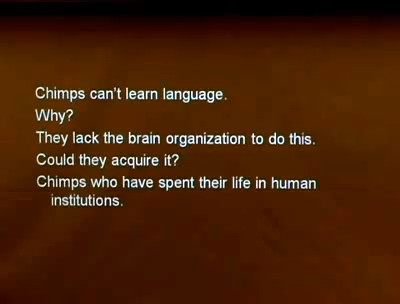 Chimps can't learn language.
Why?
They lack the brain organization to do this.
Could they acquire it?
Chimps who have spent their life in human
institutions.